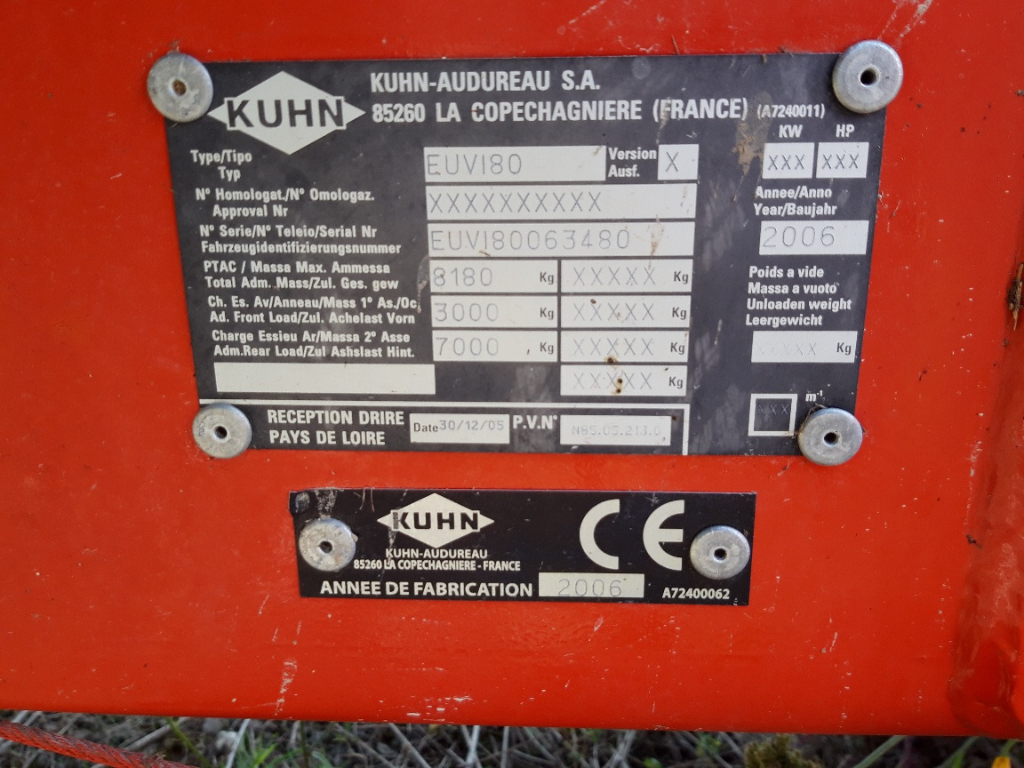 KUHN
KUHN-AUDUREAU S.A.
85260 LA COPECHAGNIERE (FRANCE) (A7240011)
KW HP
Type/Tipo
Typ
EUV180
Version
Ausf.
X
XXX XXX
N° Homologat./N° Omologaz.
Approval Nr
XXXXXXXXXX
Annee/Anno
Year/Baujahr
2006
N° Serie/N° Teleio/Serial Nr
Fahrzeugidentifizierungsnummer
EUV180063480
PTAC / Massa Max. Ammessa
Total Adm. Mass/Zul. Ges. gew
8180 Kg XXXXX Kg
Poids a vide
Massa a vuoto
Unloaden weight
Leergewicht
XXXXX Kg
Ch. Es. Av/Anneau/Mass 1° As./Oc.
Ad. Front Load/Zul. Achelast Vorn
3000 Kg XXXXX Kg
Charge Essieu Ar/Massa 2° Asse
Adm.Rear Load/Zul Ashslast Hint.
7000 Kg XXXXX Kg
XXXXX Kg
XXX m⁻¹
RECEPTION DRIRE
PAYS DE LOIRE
Date 30/12/05 P.V.N°
KUHN
KUHN-AUDUREAU
85260 LA COPECHAGNIERE - FRANCE
CE
ANNEE DE FABRICATION 2006 A72400062